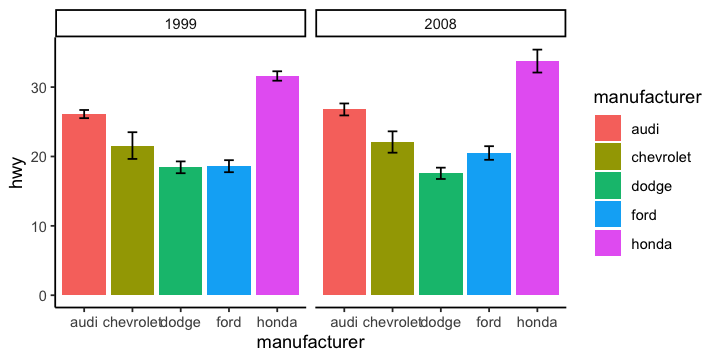 1999 2008
hwy
30
20
10
0
audi chevrolet dodge ford honda audi chevrolet dodge ford honda
manufacturer
manufacturer
audi
chevrolet
dodge
ford
honda